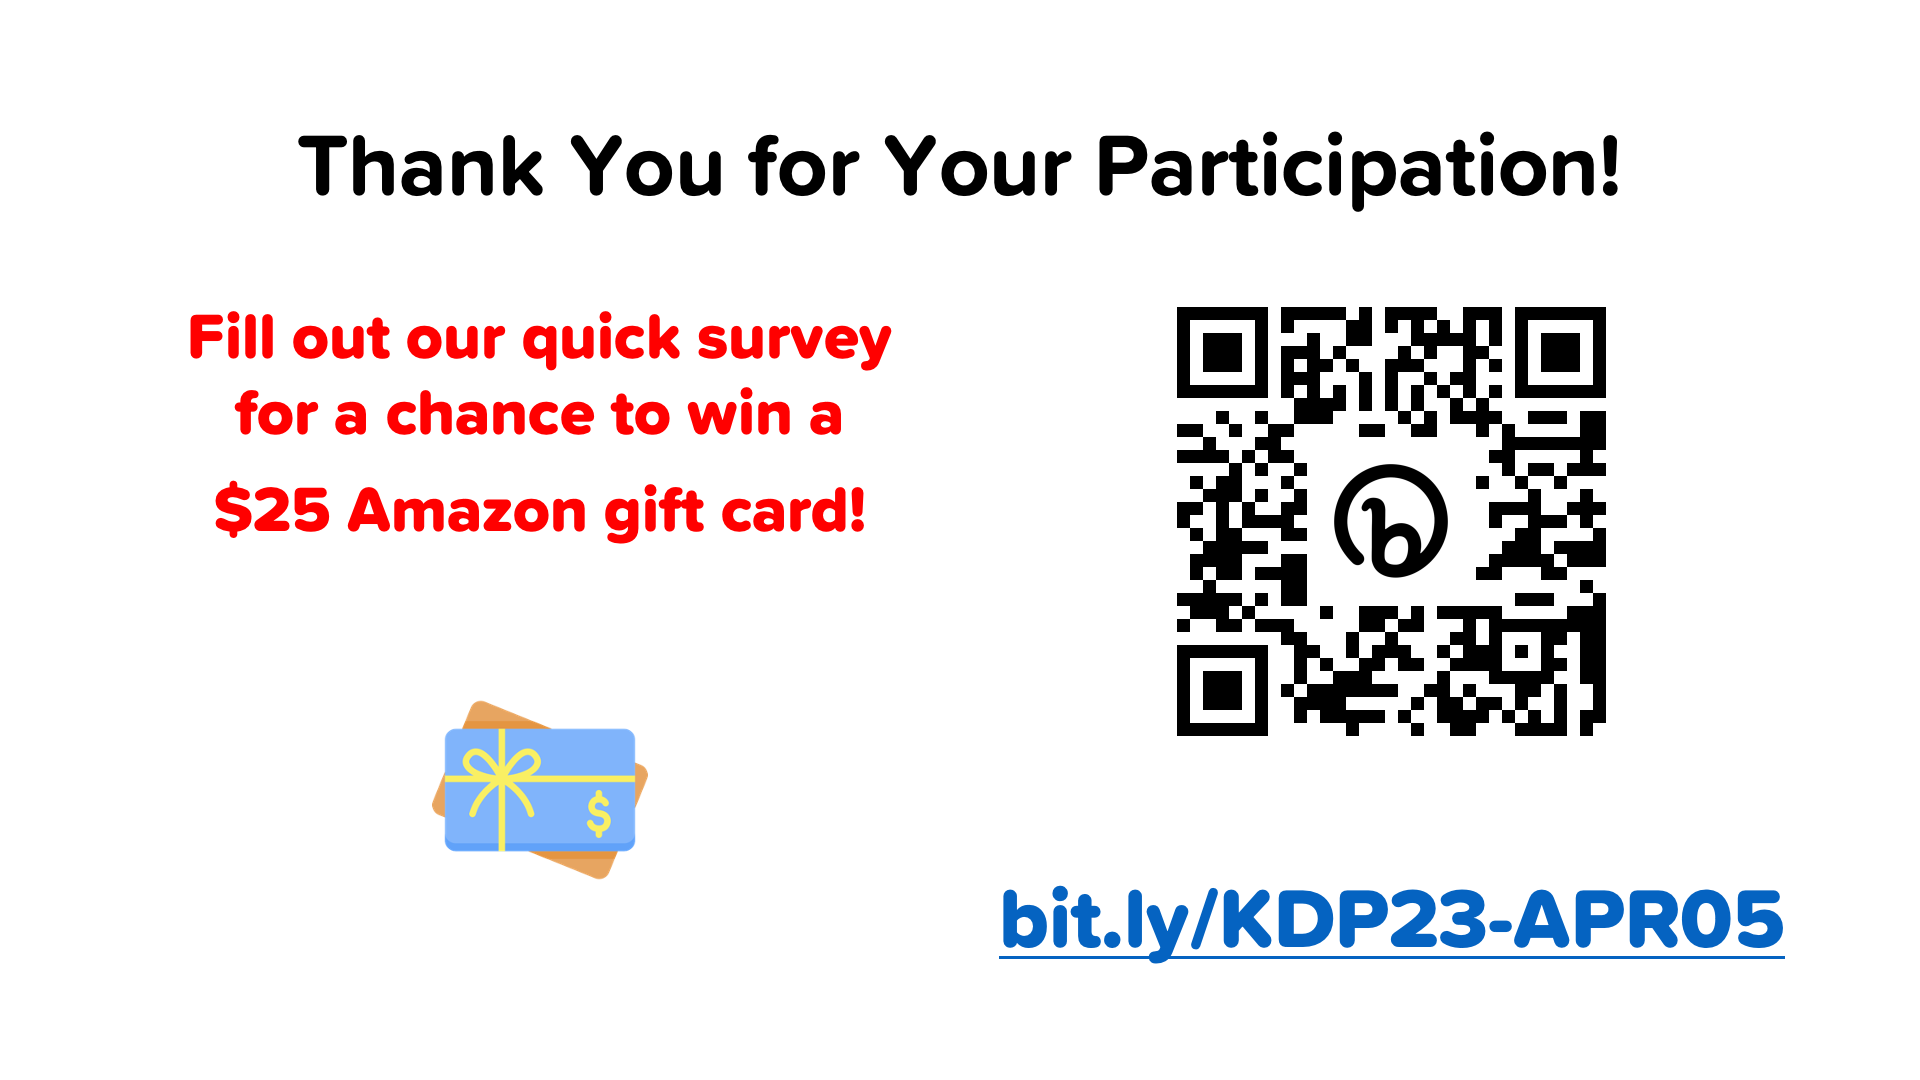 Thank You for Your Participation!
Fill out our quick survey
for a chance to win a
$25 Amazon gift card!
b
$
bit.ly/KDP23-APR05